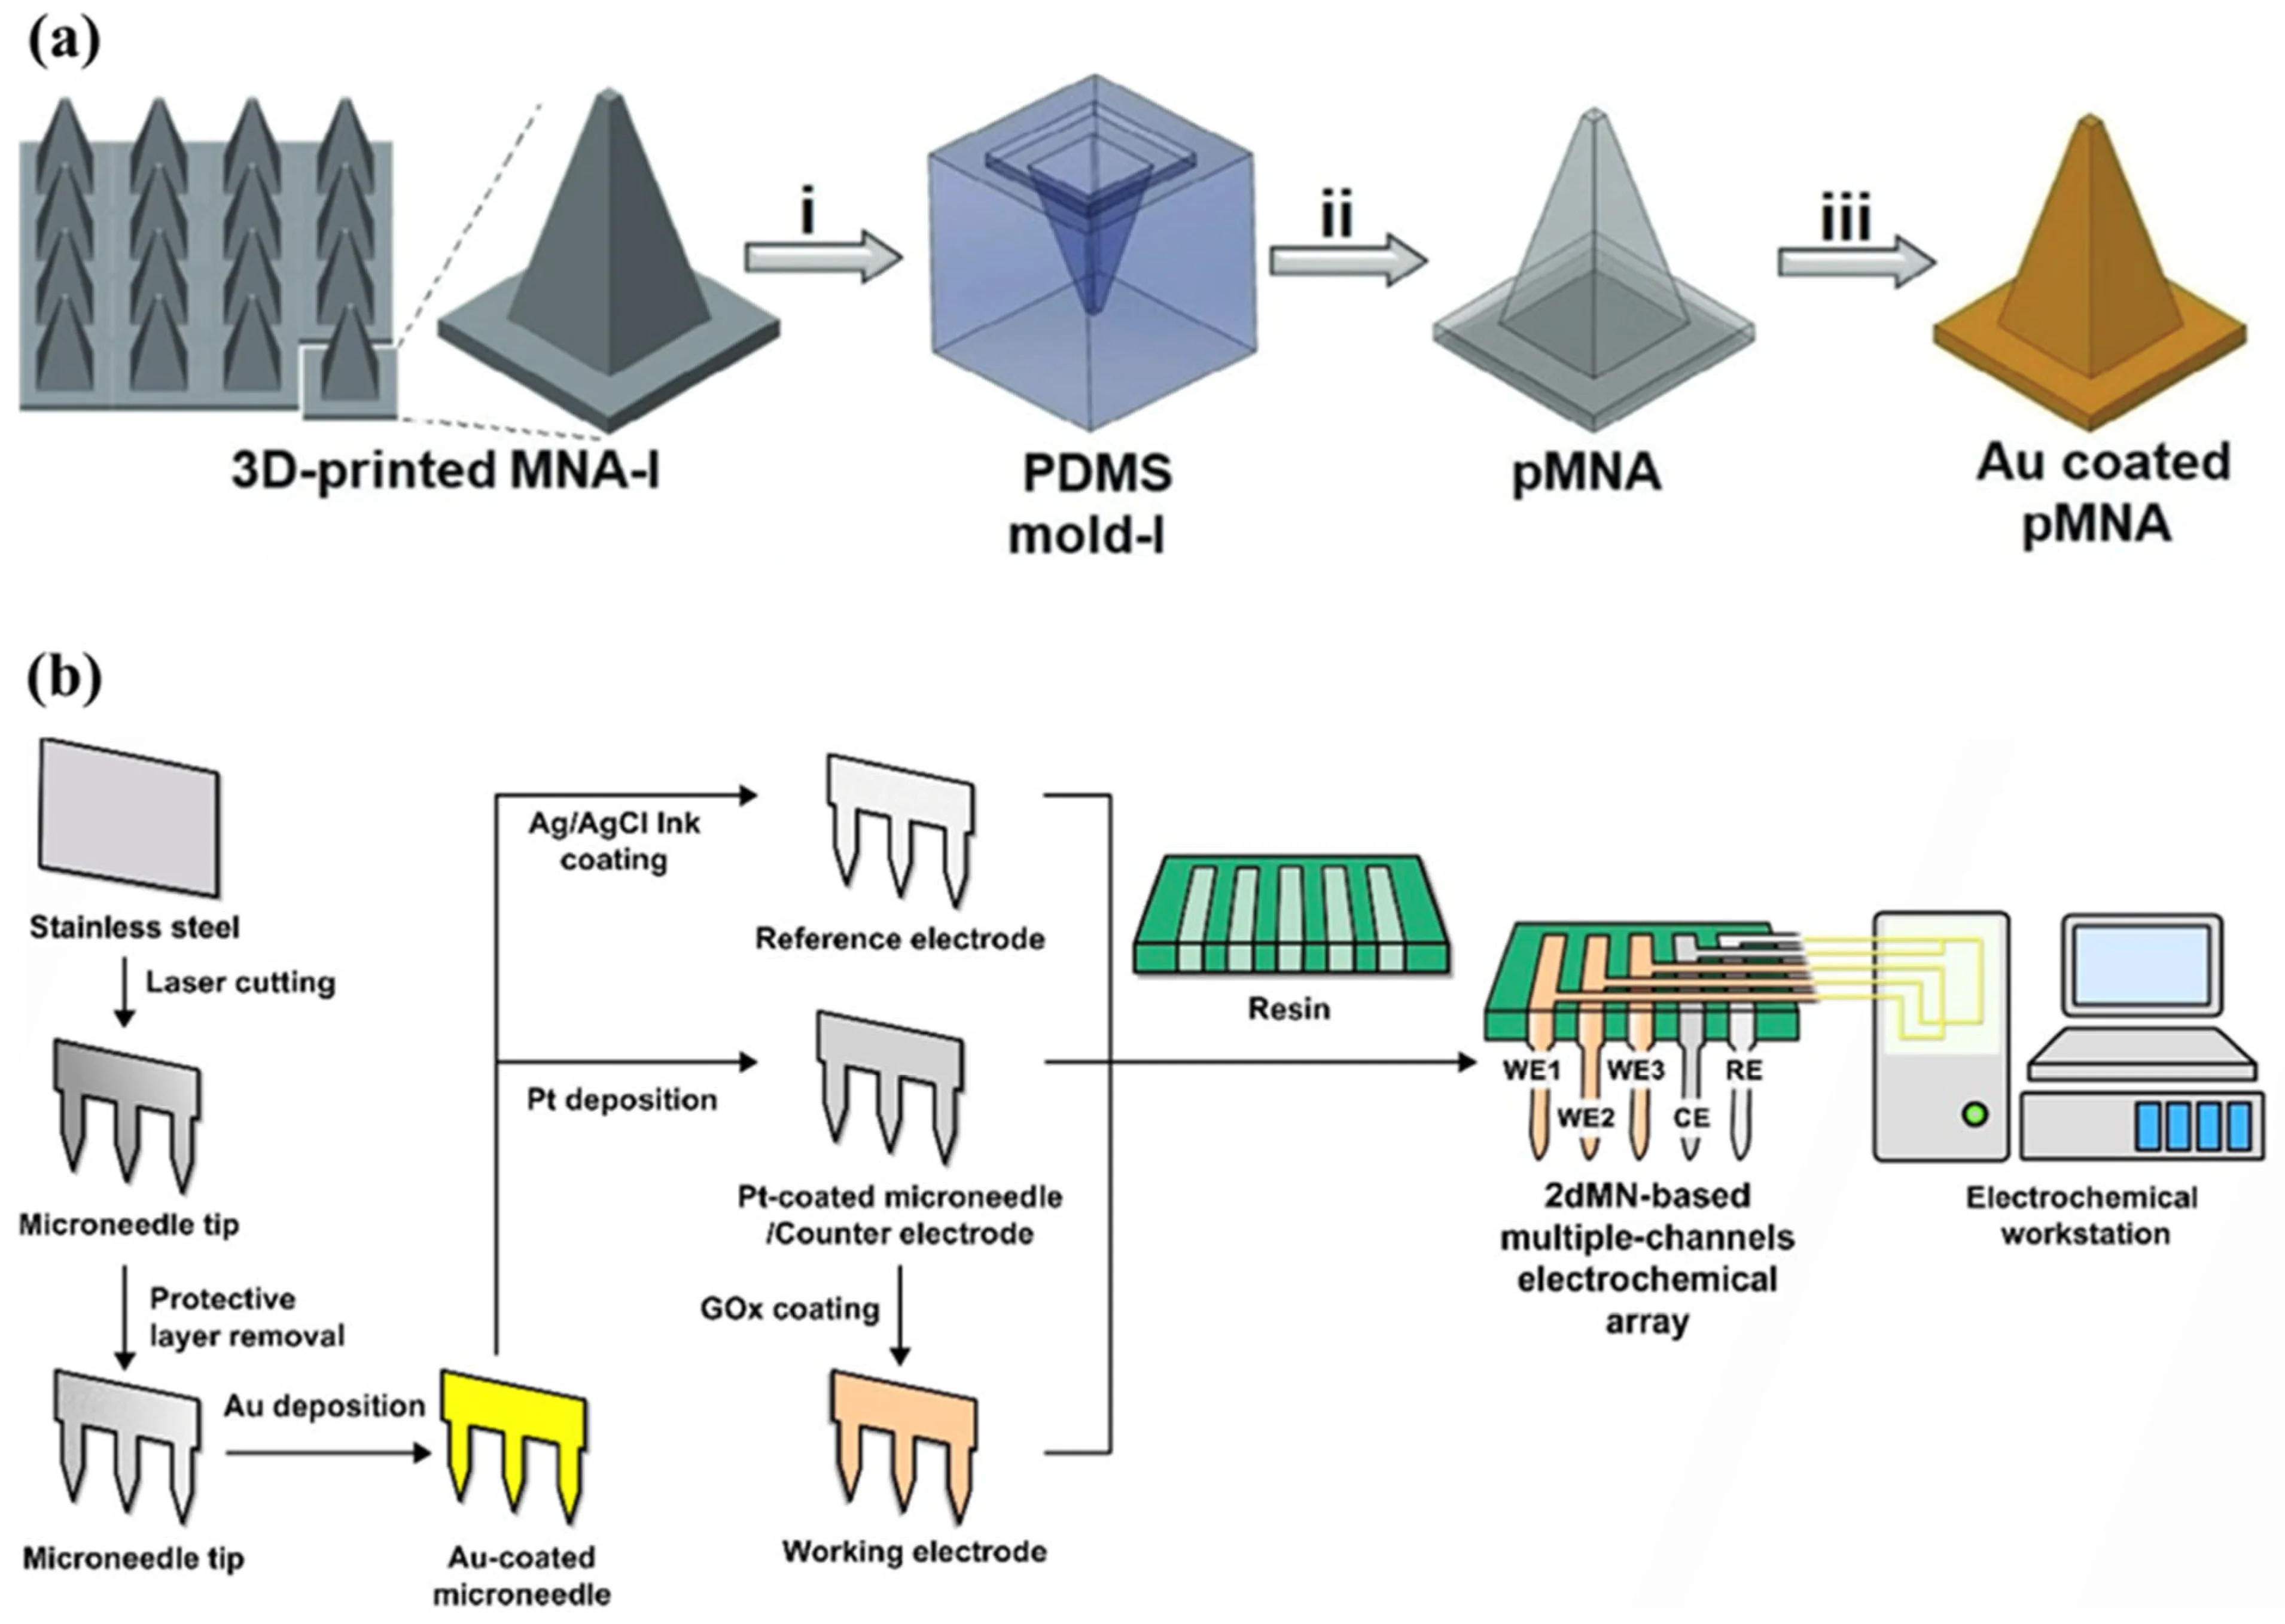 (a)
i
ii
iii
3D-printed MNA-I
PDMS
mold-I
pMNA
Au coated
pMNA
(b)
Stainless steel
Laser cutting
Microneedle tip
Protective
layer removal
Microneedle tip
Au deposition
Au-coated
microneedle
Ag/AgCl Ink
coating
Reference electrode
Pt deposition
Pt-coated microneedle
/Counter electrode
GOx coating
Working electrode
Resin
WE1
WE3
RE
WE2
CE
2dMN-based
multiple-channels
electrochemical
array
Electrochemical
workstation